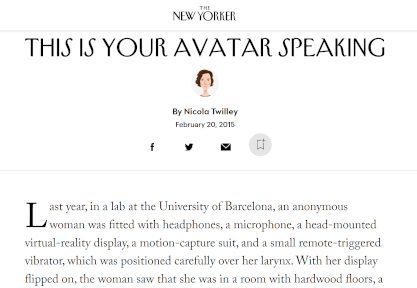 THE
NEW YORKER
THIS IS YOUR AVATAR SPEAKING
By Nicola Twilley
February 20, 2015
Last year, in a lab at the University of Barcelona, an anonymous
woman was fitted with headphones, a microphone, a head-mounted
virtual-reality display, a motion-capture suit, and a small remote-triggered
vibrator, which was positioned carefully over her larynx. With her display
flipped on, the woman saw that she was in a room with hardwood floors, a